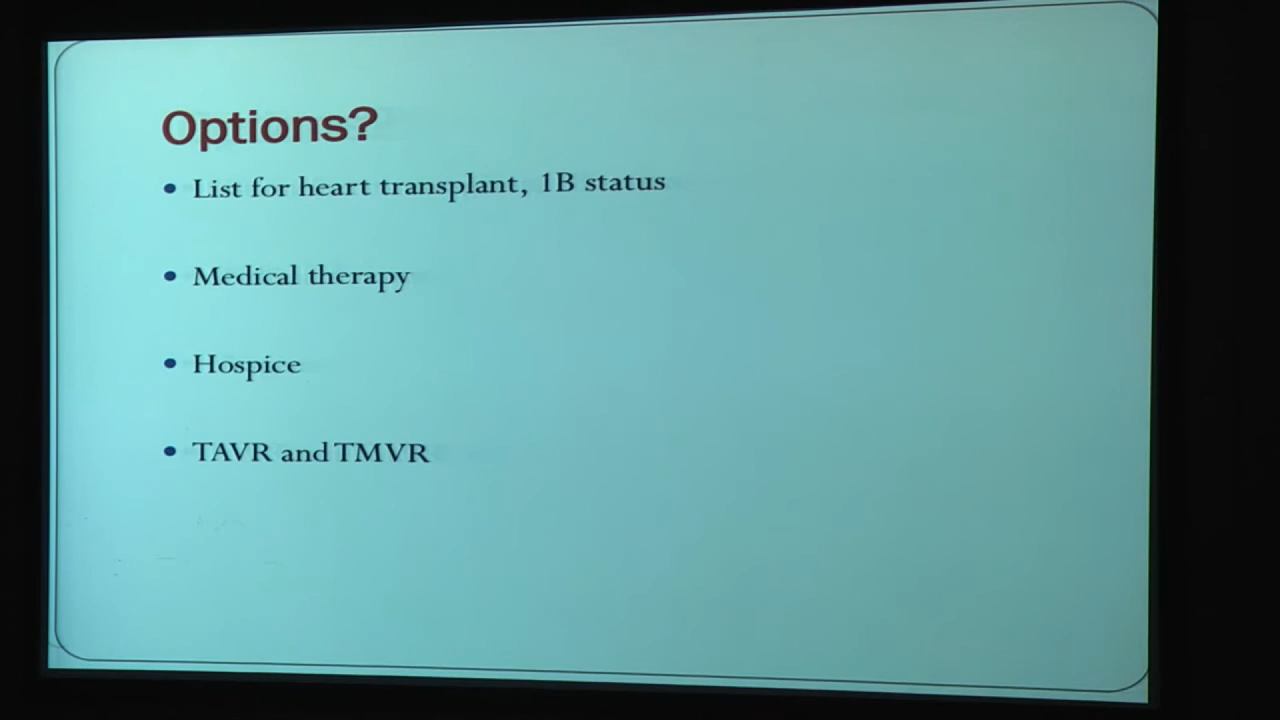 Options?
• List for heart transplant, 1B status
• Medical therapy
• Hospice
• TAVR and TMVR